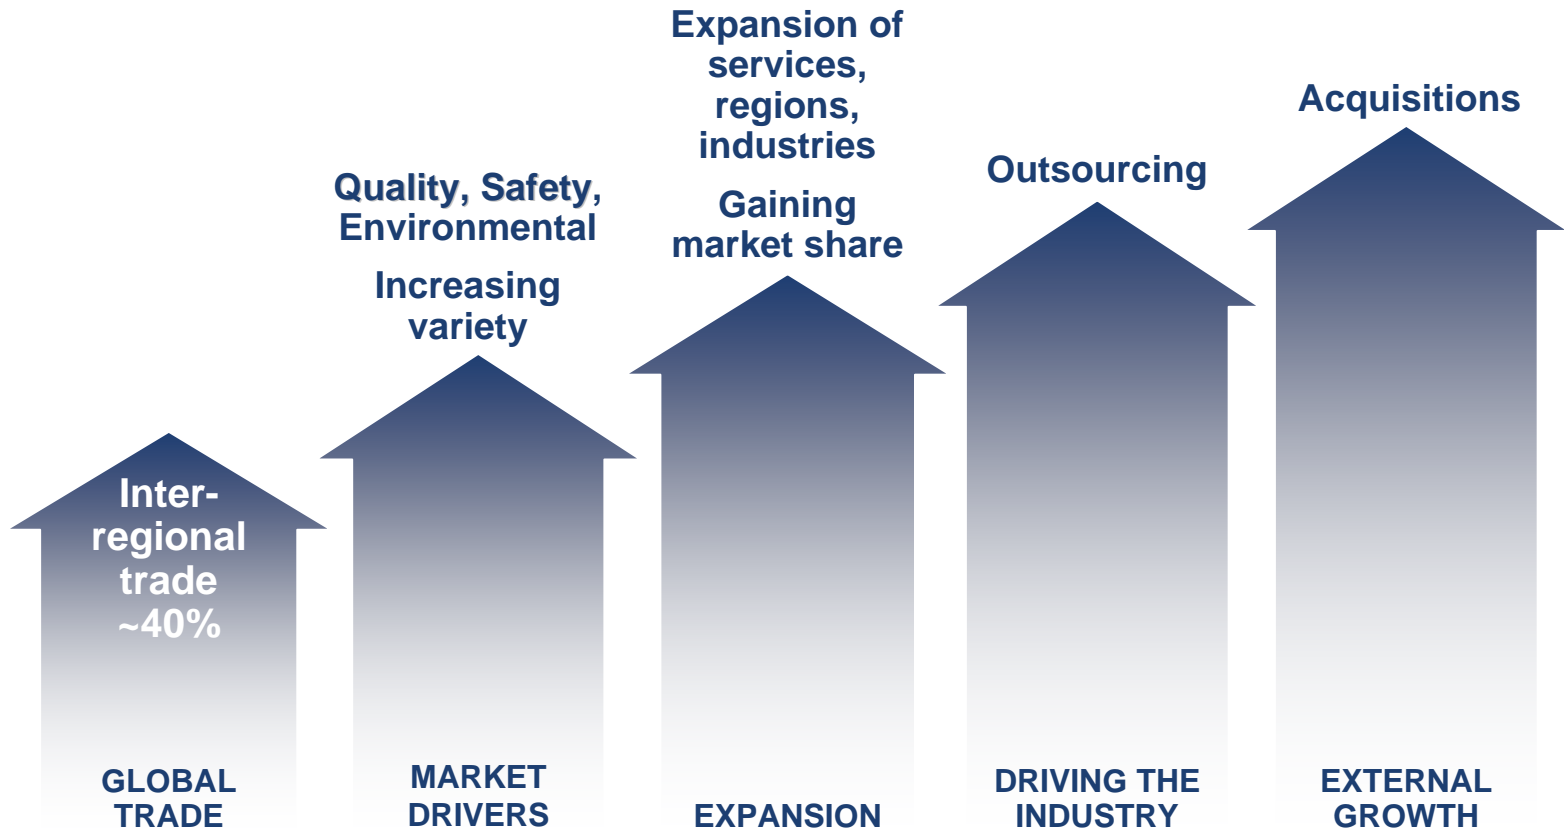 Inter-
regional
trade
~40%
GLOBAL
TRADE
Quality, Safety,
Environmental
Increasing
variety
MARKET
DRIVERS
Expansion of
services,
regions,
industries
Gaining
market share
EXPANSION
Outsourcing
DRIVING THE
INDUSTRY
Acquisitions
EXTERNAL
GROWTH